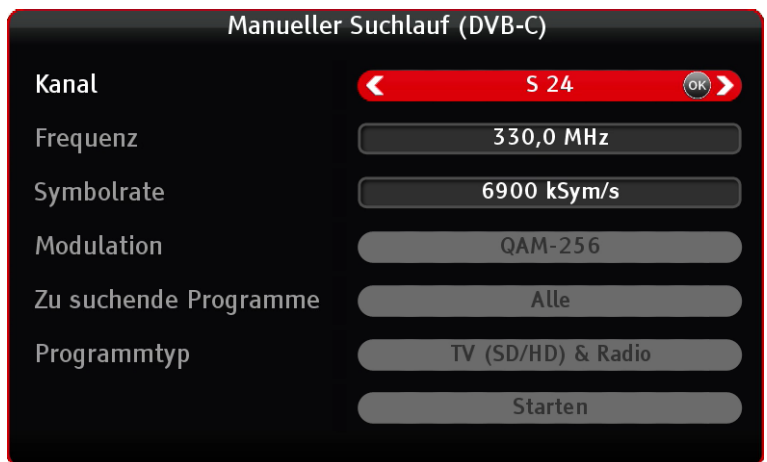 Manueller Suchlauf (DVB-C)
Kanal S 24 OK
Frequenz 330,0 MHz
Symbolrate 6900 kSym/s
Modulation QAM-256
Zu suchende Programme Alle
Programmtyp TV (SD/HD) & Radio
Starten